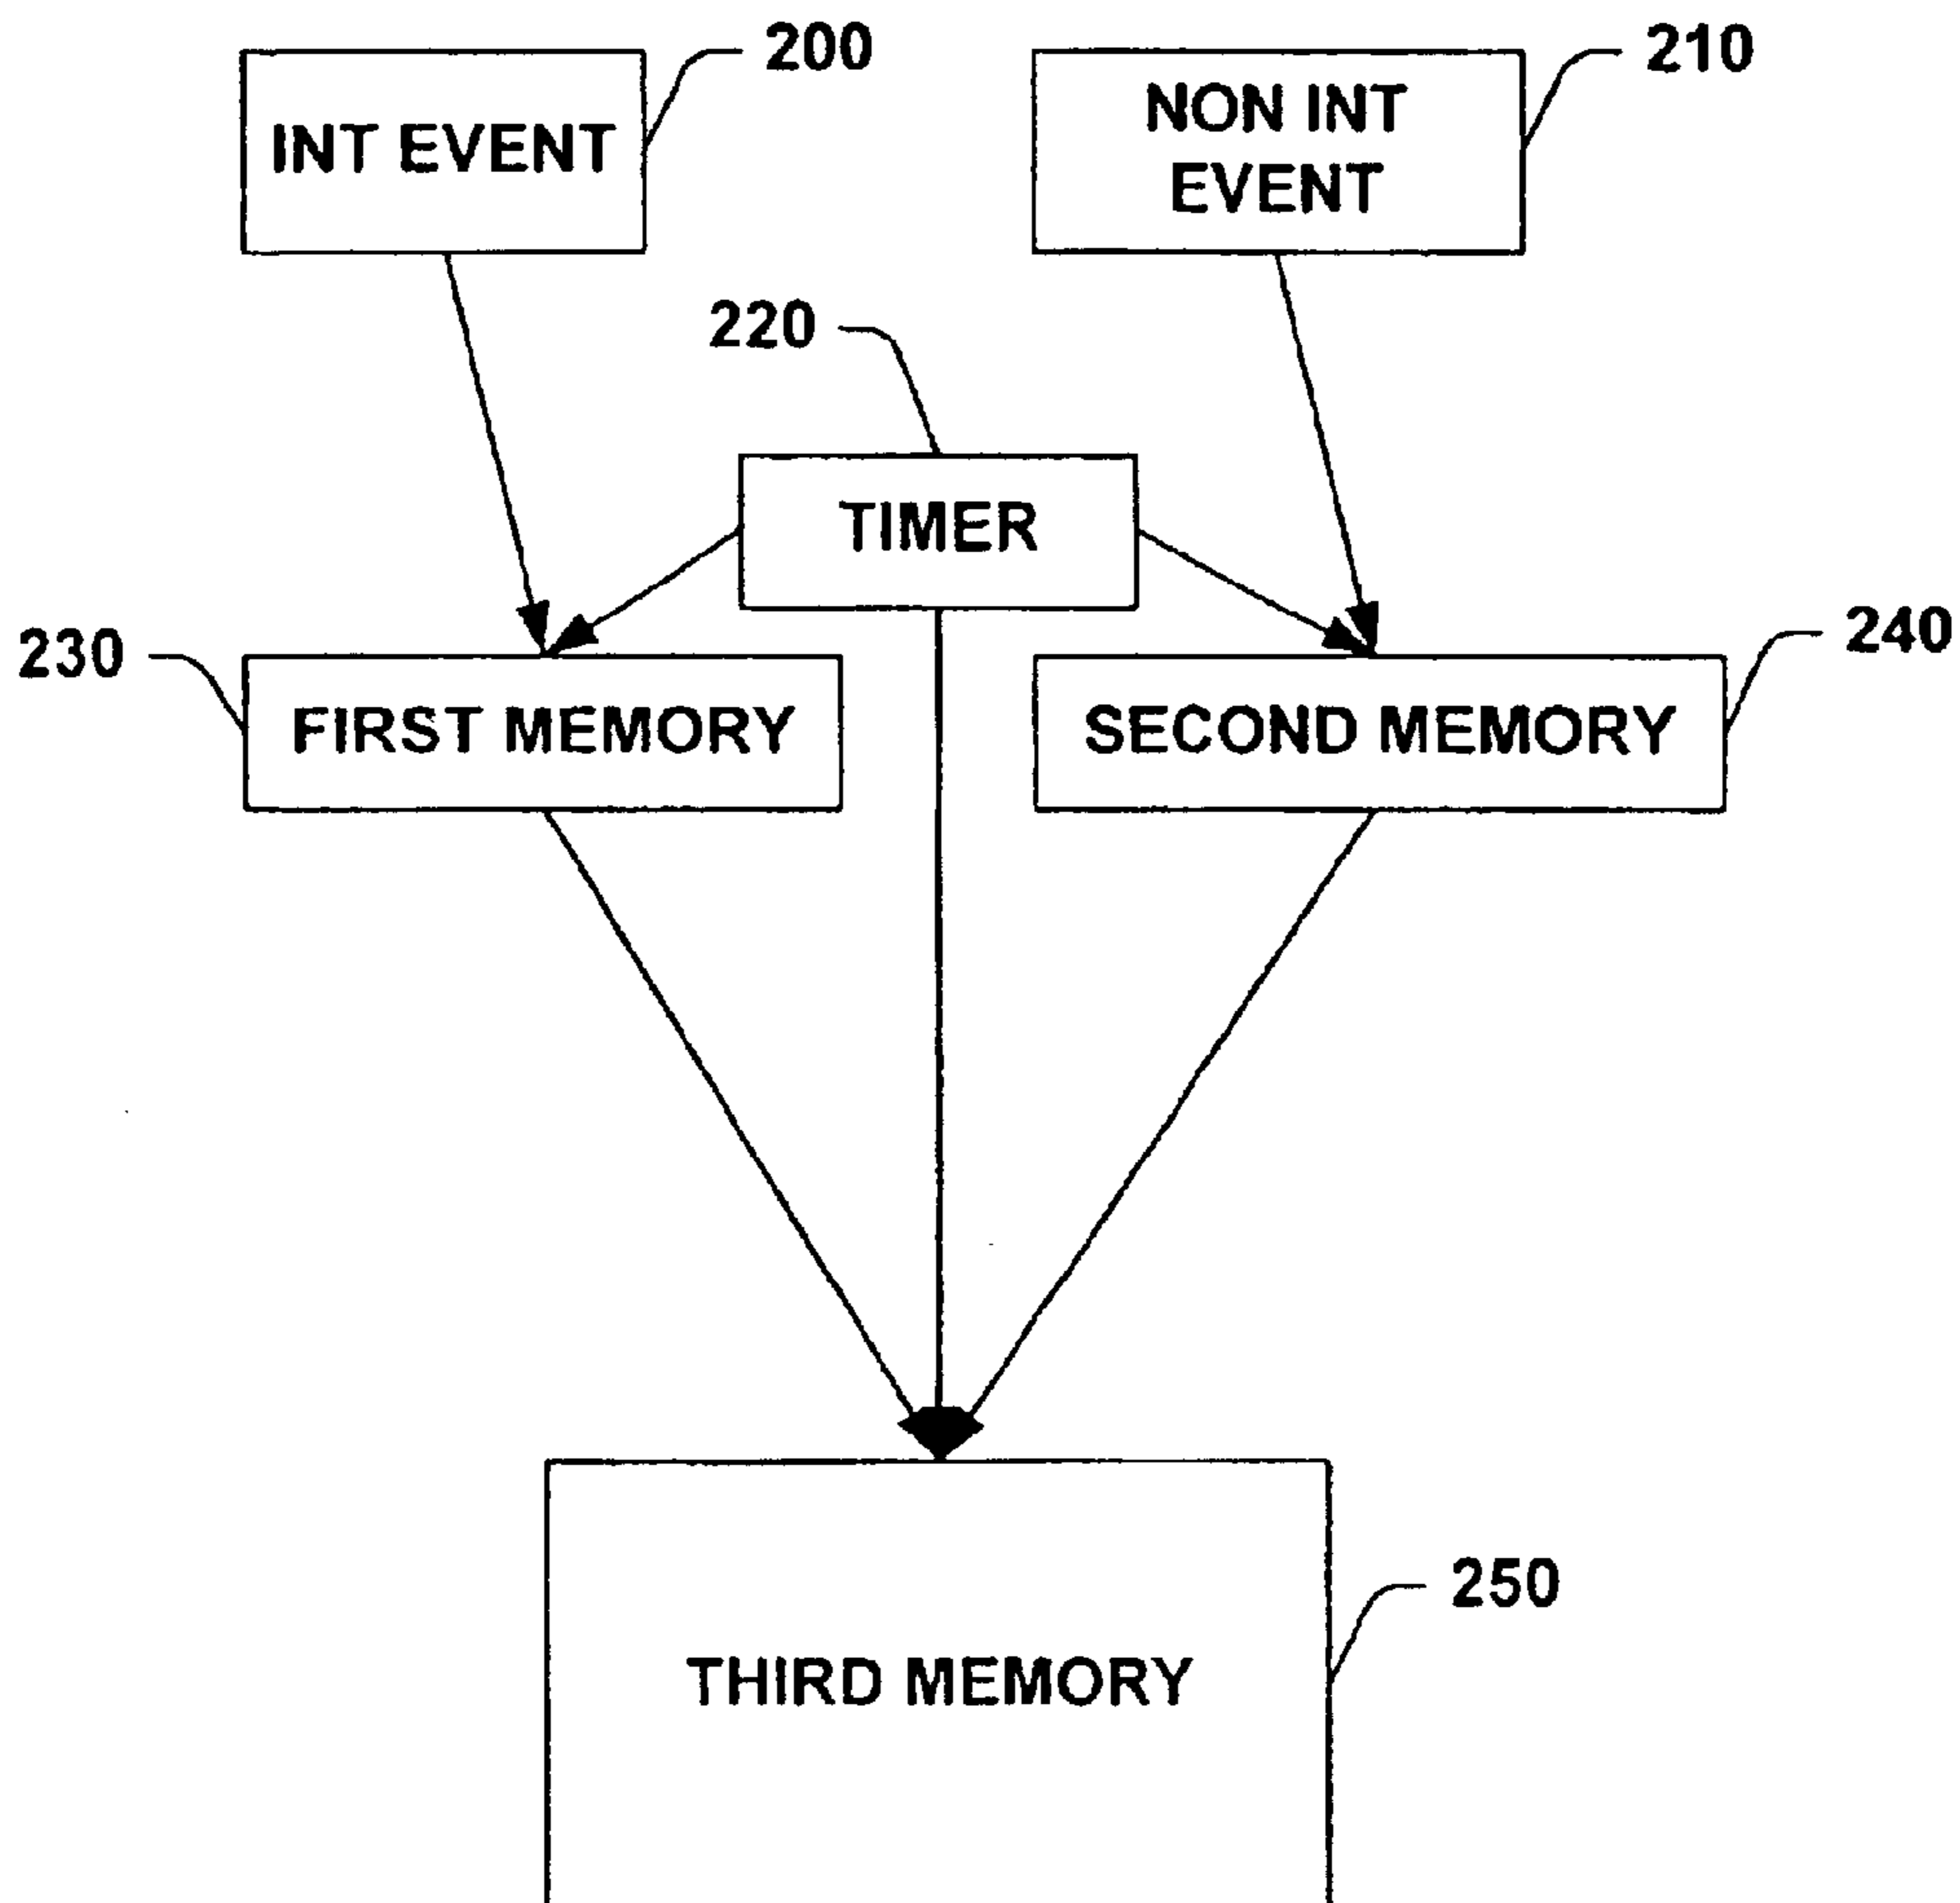 200
210
INT EVENT
NON INT
EVENT
220
TIMER
230
240
FIRST MEMORY
SECOND MEMORY
250
THIRD MEMORY